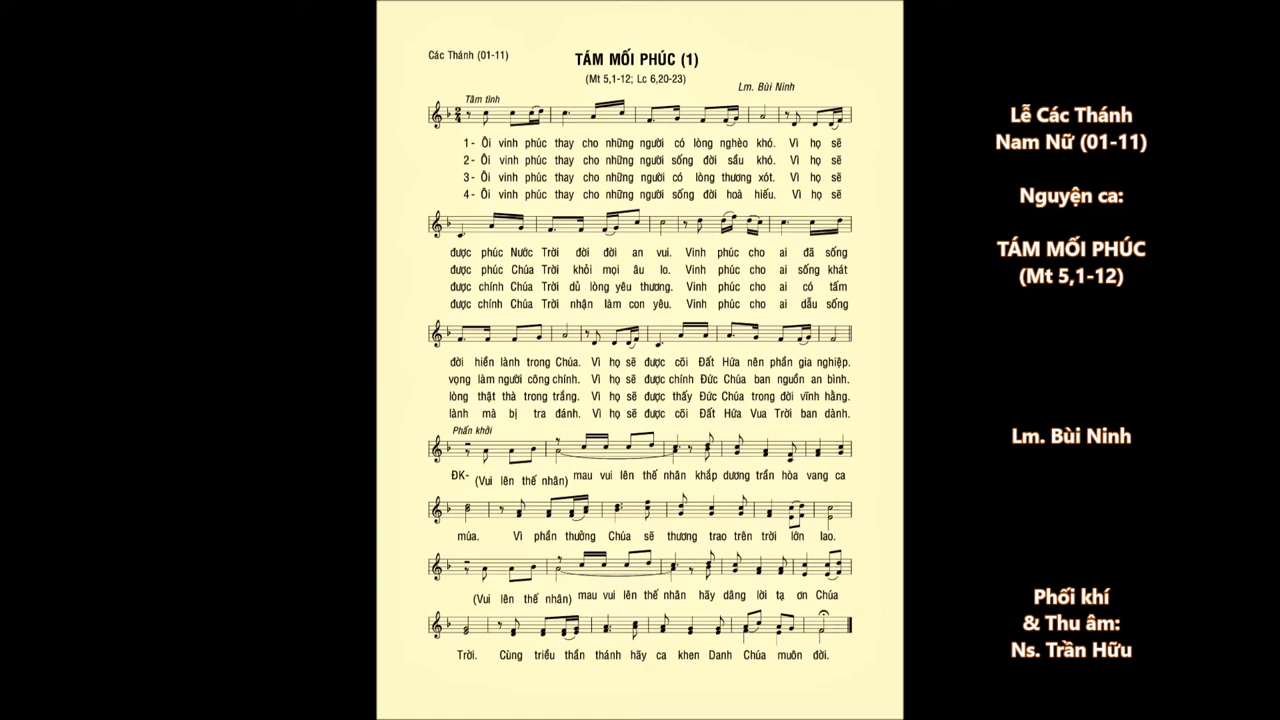 Các Thánh (01-11)
TÁM MỐI PHÚC (1)
(Mt 5,1-12; Lc 6,20-23)
Lm. Bùi Ninh
Tâm tình
1- Ôi vinh phúc thay cho những người có lòng nghèo khó. Vì họ sẽ
2- Ôi vinh phúc thay cho những người sống đời sầu khó. Vì họ sẽ
3- Ôi vinh phúc thay cho những người có lòng thương xót. Vì họ sẽ
4- Ôi vinh phúc thay cho những người sống đời hoà hiếu. Vì họ sẽ
được phúc Nước Trời đời đời an vui. Vinh phúc cho ai đã sống
được phúc Chúa Trời khỏi mọi âu lo. Vinh phúc cho ai sống khát
được chính Chúa Trời dủ lòng yêu thương. Vinh phúc cho ai có tấm
được chính Chúa Trời nhận làm con yêu. Vinh phúc cho ai dẫu sống
đời hiền lành trong Chúa. Vì họ sẽ được cõi Đất Hứa nên phần gia nghiệp.
vọng làm người công chính. Vì họ sẽ được chính Đức Chúa ban nguồn an bình.
lòng thật thà trong trắng. Vì họ sẽ được thấy Đức Chúa trong đời vĩnh hằng.
lành mà bị tra đánh. Vì họ sẽ được cõi Đất Hứa Vua Trời ban dành.
Phấn khởi
ĐK- (Vui lên thế nhân) mau vui lên thế nhân khắp dương trần hòa vang ca
múa. Vì phần thưởng Chúa sẽ thương trao trên trời lớn lao.
(Vui lên thế nhân) mau vui lên thế nhân hãy dâng lời tạ ơn Chúa
Trời. Cùng triều thần thánh hãy ca khen Danh Chúa muôn đời.
Lễ Các Thánh
Nam Nữ (01-11)
Nguyện ca:
TÁM MỐI PHÚC
(Mt 5,1-12)
Lm. Bùi Ninh
Phối khí
& Thu âm:
Ns. Trần Hữu